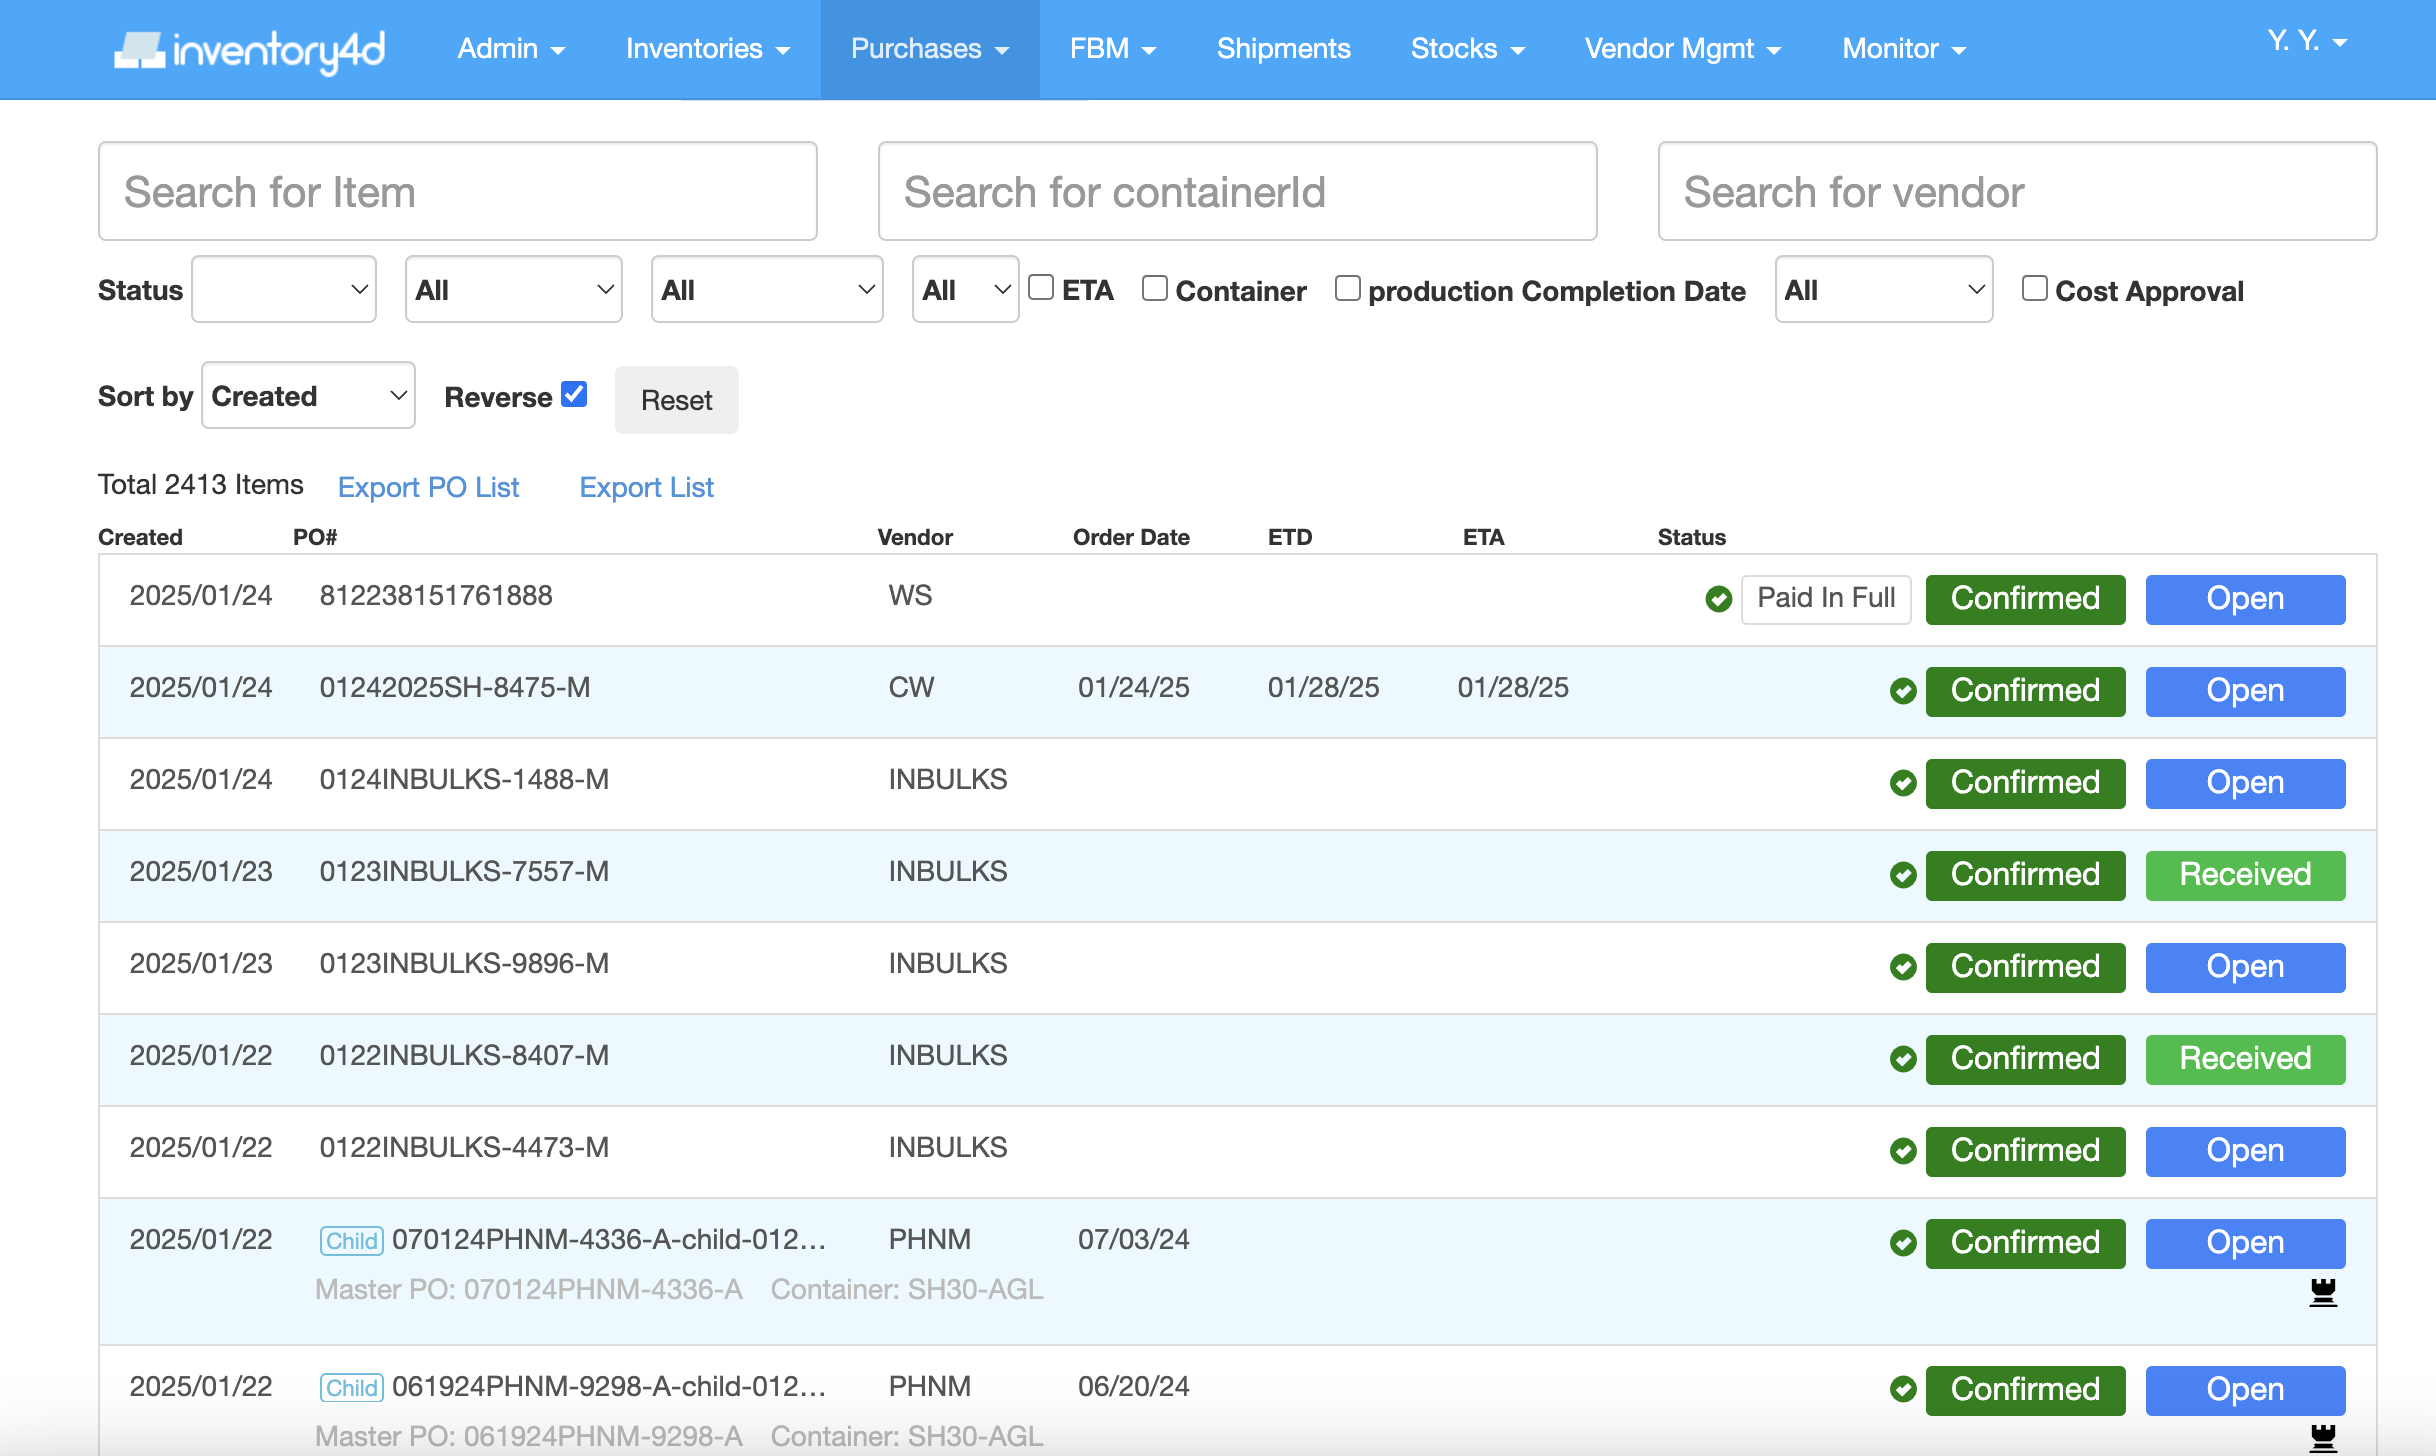 inventory4d Admin Inventories Purchases FBM Shipments Stocks Vendor Mgmt Monitor Y. Y.
Search for Item Search for containerId Search for vendor
Status All All All ETA Container production Completion Date All Cost Approval
Sort by Created Reverse Reset
Total 2413 Items Export PO List Export List
Created PO# Vendor Order Date ETD ETA Status
2025/01/24 812238151761888 WS Paid In Full Confirmed Open
2025/01/24 01242025SH-8475-M CW 01/24/25 01/28/25 01/28/25 Confirmed Open
2025/01/24 0124INBULKS-1488-M INBULKS Confirmed Open
2025/01/23 0123INBULKS-7557-M INBULKS Confirmed Received
2025/01/23 0123INBULKS-9896-M INBULKS Confirmed Open
2025/01/22 0122INBULKS-8407-M INBULKS Confirmed Received
2025/01/22 0122INBULKS-4473-M INBULKS Confirmed Open
2025/01/22 Child 070124PHNM-4336-A-child-012... PHNM 07/03/24 Confirmed Open
Master PO: 070124PHNM-4336-A Container: SH30-AGL
2025/01/22 Child 061924PHNM-9298-A-child-012... PHNM 06/20/24 Confirmed Open
Master PO: 061924PHNM-9298-A Container: SH30-AGL